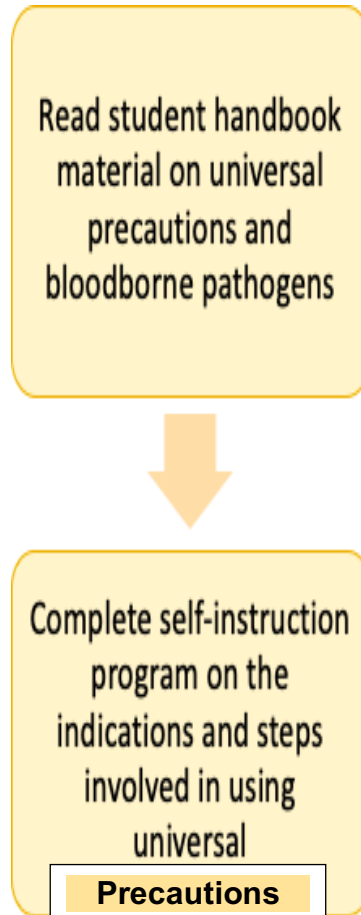 Read student handbook
material on universal
precautions and
bloodborne pathogens
Complete self-instruction
program on the
indications and steps
involved in using
universal
Precautions